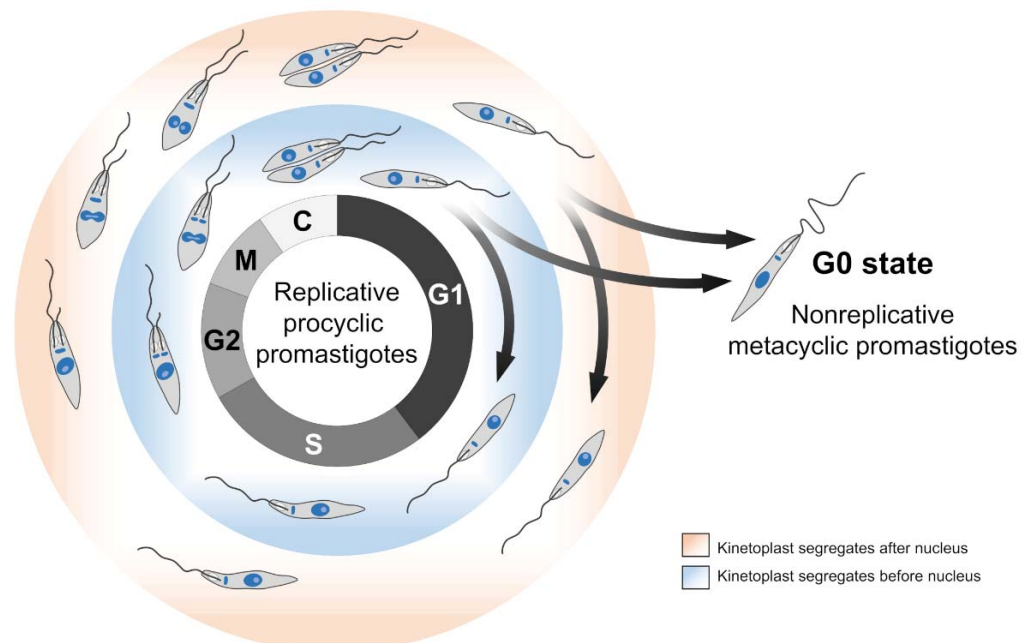 C
M
G1
G2
S
Replicative
procyclic
promastigotes
G0 state
Nonreplicative
metacyclic promastigotes
Kinetoplast segregates after nucleus
Kinetoplast segregates before nucleus